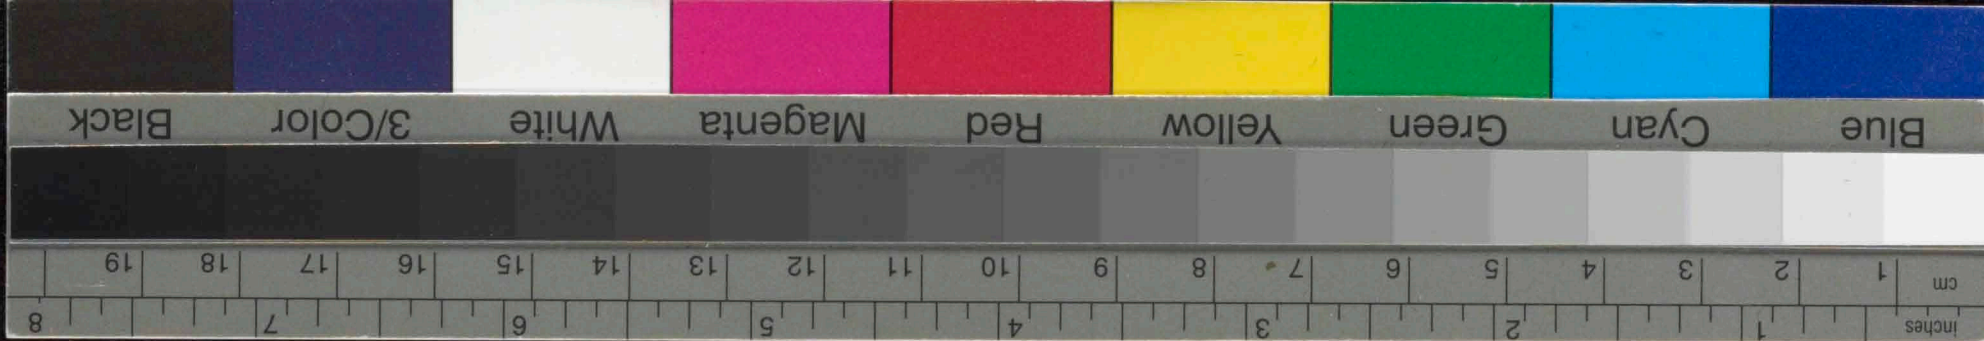 inches 1 2 3 4 5 6 7 8
cm 1 2 3 4 5 6 7 8 9 10 11 12 13 14 15 16 17 18 19
Blue Cyan Green Yellow Red Magenta White 3/Color Black